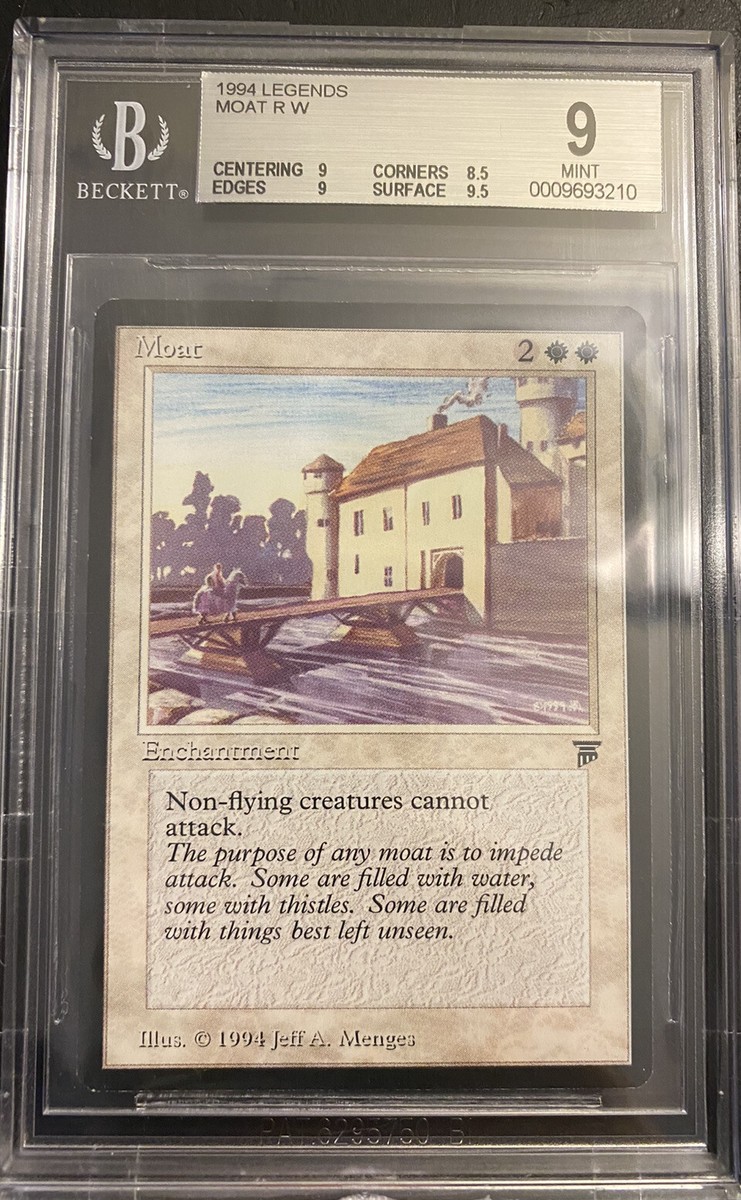 1994 LEGENDS
MOAT R W
9
CENTERING 9 CORNERS 8.5 MINT
EDGES 9 SURFACE 9.5 0009693210
B
BECKETT®
Moat 2
©1994
Enchantment
Non-flying creatures cannot
attack.
The purpose of any moat is to impede
attack. Some are filled with water,
some with thistles. Some are filled
with things best left unseen.
Illus. © 1994 Jeff A. Menges